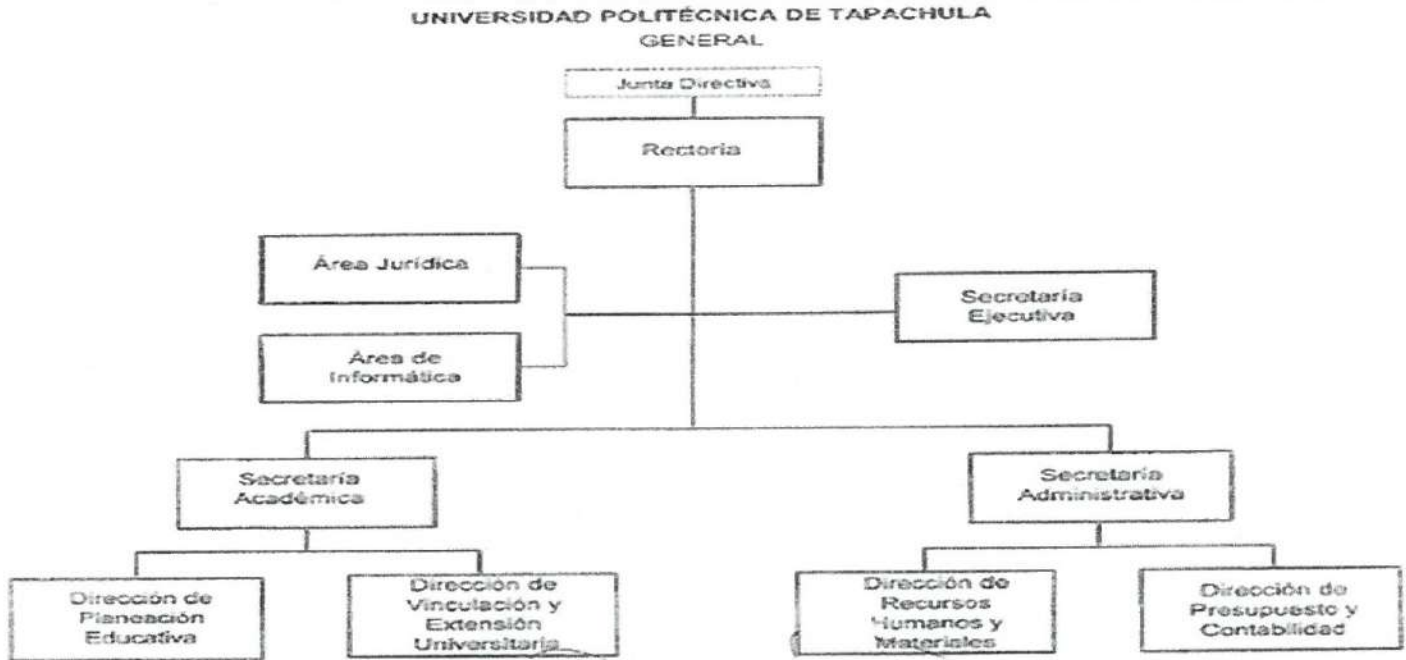 UNIVERSIDAD POLITÉCNICA DE TAPACHULA
GENERAL
Junta Directiva
Rectoría
Área Jurídica
Secretaría
Ejecutiva
Área de
Informática
Secretaría
Académica
Secretaría
Administrativa
Dirección de
Planeación
Educativa
Dirección de
Vinculación y
Extensión
Universitaria
Dirección de
Recursos
Humanos y
Materiales
Dirección de
Presupuesto y
Contabilidad